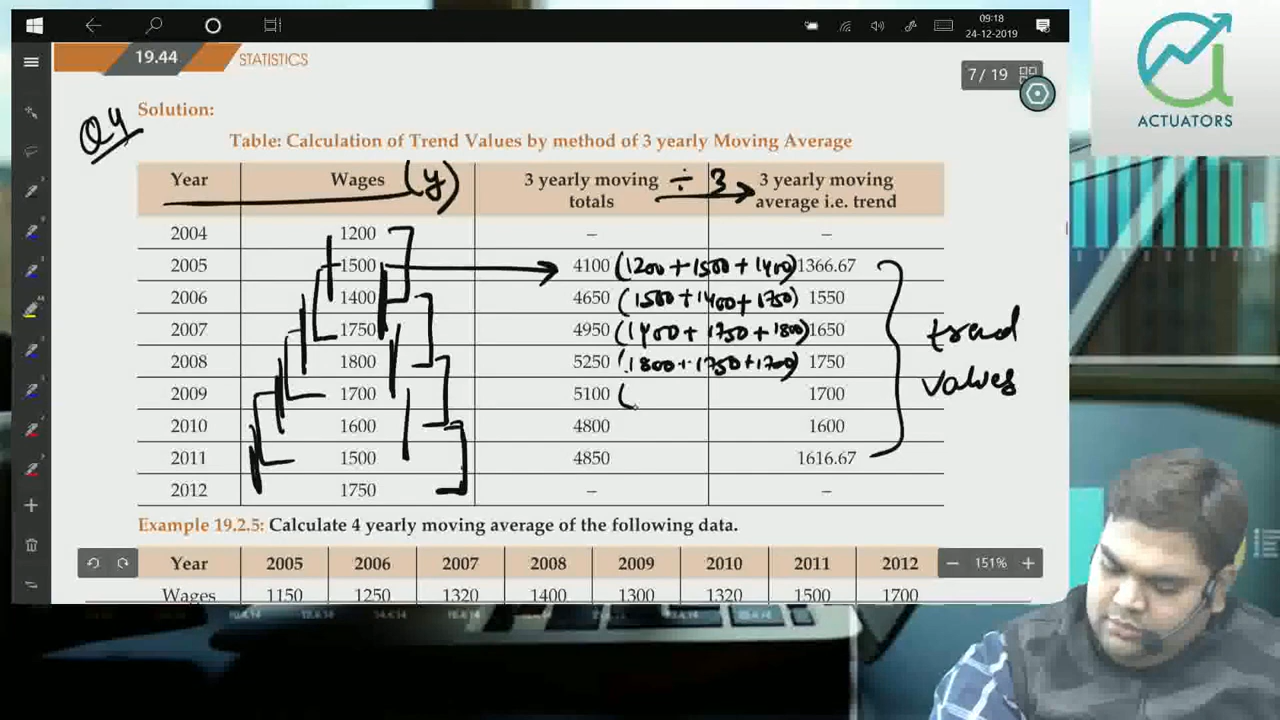 09:18
24-12-2019
19.44 STATISTICS
7 / 19
Q4
Solution:
Table: Calculation of Trend Values by method of 3 yearly Moving Average
Year Wages (y) 3 yearly moving totals ÷ 3 3 yearly moving average i.e. trend
2004 1200 – –
2005 1500 4100 (1200+1500+1400) 1366.67
2006 1400 4650 (1500+1400+1750) 1550
2007 1750 4950 (1400+1750+1800) 1650
2008 1800 5250 (1800+1750+1700) 1750
2009 1700 5100 ( 1700
2010 1600 4800 1600
2011 1500 4850 1616.67
2012 1750 – –
trend
values
Example 19.2.5: Calculate 4 yearly moving average of the following data.
Year 2005 2006 2007 2008 2009 2010 2011 2012
Wages 1150 1250 1320 1400 1300 1320 1500 1700
151%
ACTUATORS